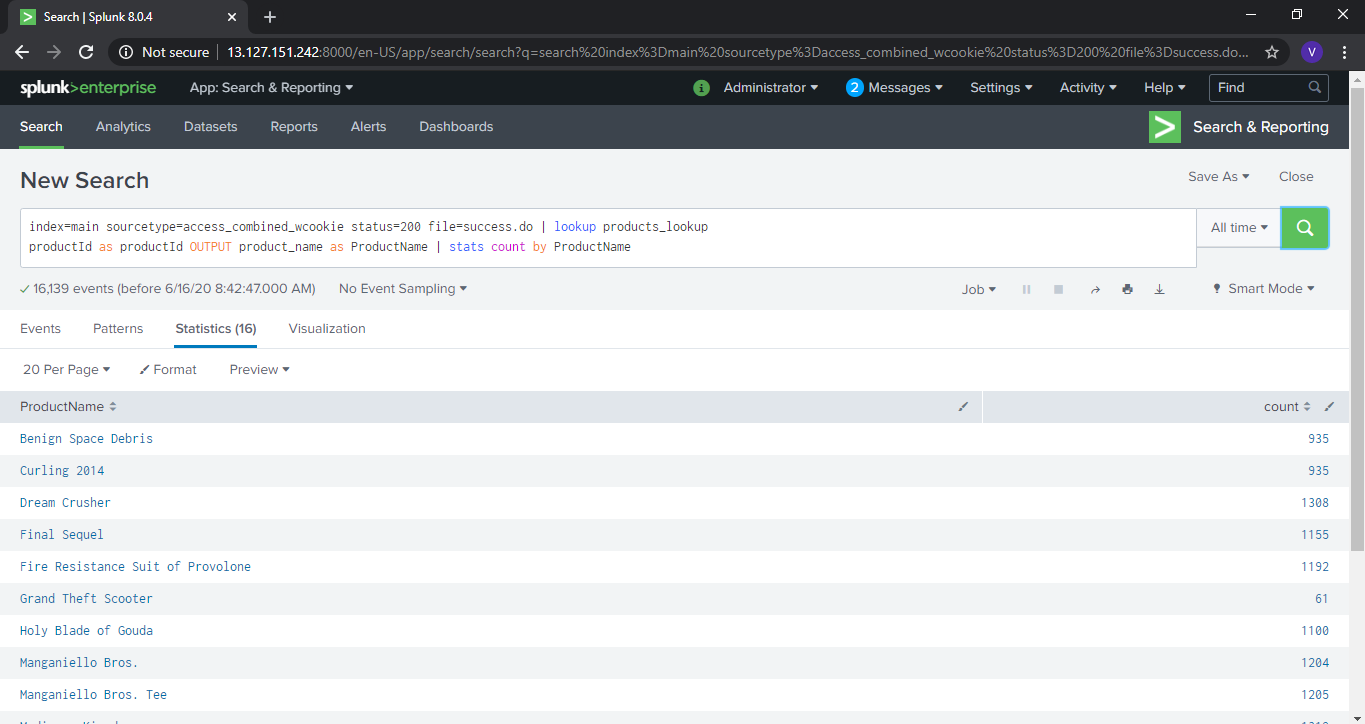 Search | Splunk 8.0.4
Not secure | 13.127.151.242:8000/en-US/app/search/search?q=search%20index%3Dmain%20sourcetype%3Daccess_combined_wcookie%20status%3D200%20file%3Dsuccess.do...
V
splunk>enterprise App: Search & Reporting Administrator 2 Messages Settings Activity Help Find
Search Analytics Datasets Reports Alerts Dashboards Search & Reporting
New Search Save As Close
index=main sourcetype=access_combined_wcookie status=200 file=success.do | lookup products_lookup
productId as productId OUTPUT product_name as ProductName | stats count by ProductName
All time
16,139 events (before 6/16/20 8:42:47.000 AM) No Event Sampling Job Smart Mode
Events Patterns Statistics (16) Visualization
20 Per Page Format Preview
ProductName count
Benign Space Debris 935
Curling 2014 935
Dream Crusher 1308
Final Sequel 1155
Fire Resistance Suit of Provolone 1192
Grand Theft Scooter 61
Holy Blade of Gouda 1100
Manganiello Bros. 1204
Manganiello Bros. Tee 1205